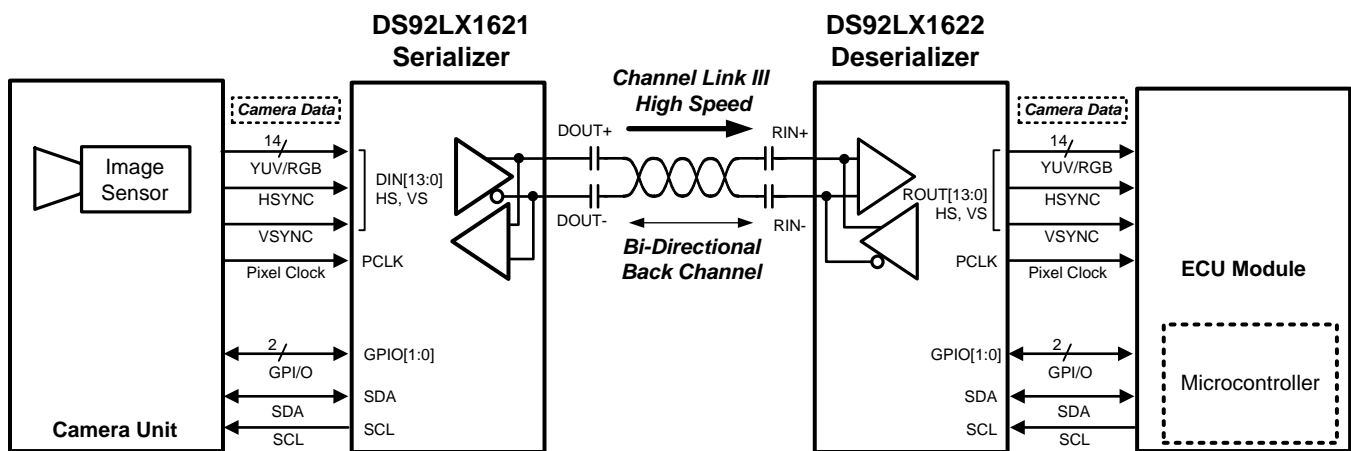 DS92LX1621
Serializer
DS92LX1622
Deserializer
Channel Link III
High Speed
Camera Data
Camera Data
Image
Sensor
14
YUV/RGB
HSYNC
VSYNC
Pixel Clock
DIN[13:0]
HS, VS
PCLK
DOUT+
DOUT-
RIN+
RIN-
Bi-Directional
Back Channel
ROUT[13:0]
HS, VS
PCLK
14
YUV/RGB
HSYNC
VSYNC
Pixel Clock
ECU Module
2
GPI/O
SDA
SCL
GPIO[1:0]
SDA
SCL
GPIO[1:0]
SDA
SCL
2
GPI/O
SDA
SCL
Microcontroller
Camera Unit